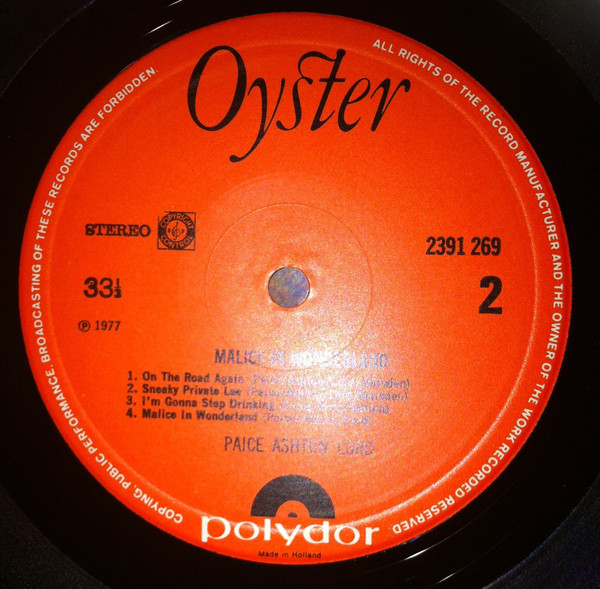 Oyster
ALL RIGHTS OF THE RECORD MANUFACTURER AND THE OWNER OF THE WORK RECORDED RESERVED.
COPYING, PUBLIC PERFORMANCE, BROADCASTING OF THESE RECORDS ARE FORBIDDEN.
STEREO
COPYRIGHT CONTROL
2391 269
33⅓
2
℗ 1977
MALICE IN WONDERLAND
1. On The Road Again
2. Sneaky Private Lee
3. I'm Gonna Stop Drinking
4. Malice in Wonderland
PAICE ASHTON LORD
polydor
Made in Holland